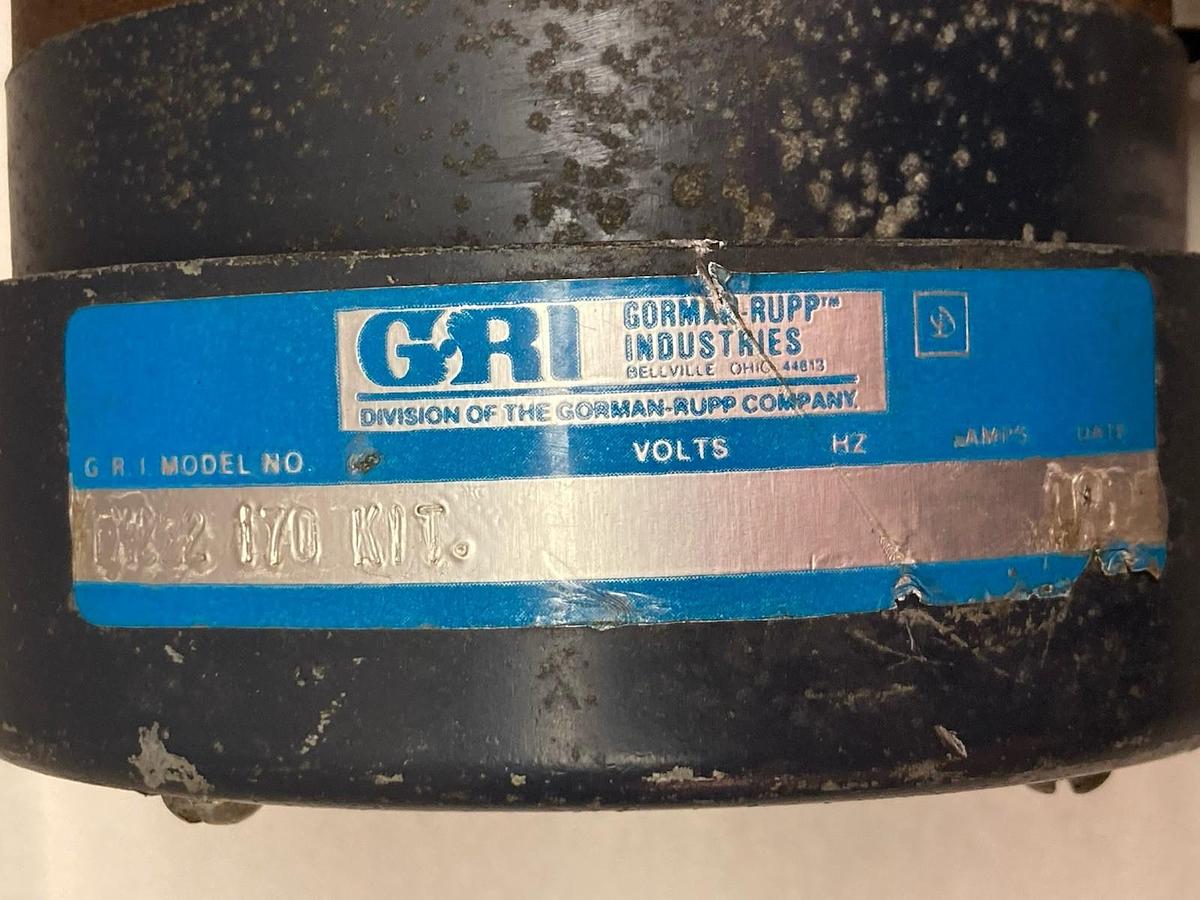 GRI
GORMAN-RUPP™
INDUSTRIES
BELLVILLE OHIO 44813
DIVISION OF THE GORMAN-RUPP COMPANY
G.R.I MODEL NO VOLTS HZ AMPS DATE
170 KIT.